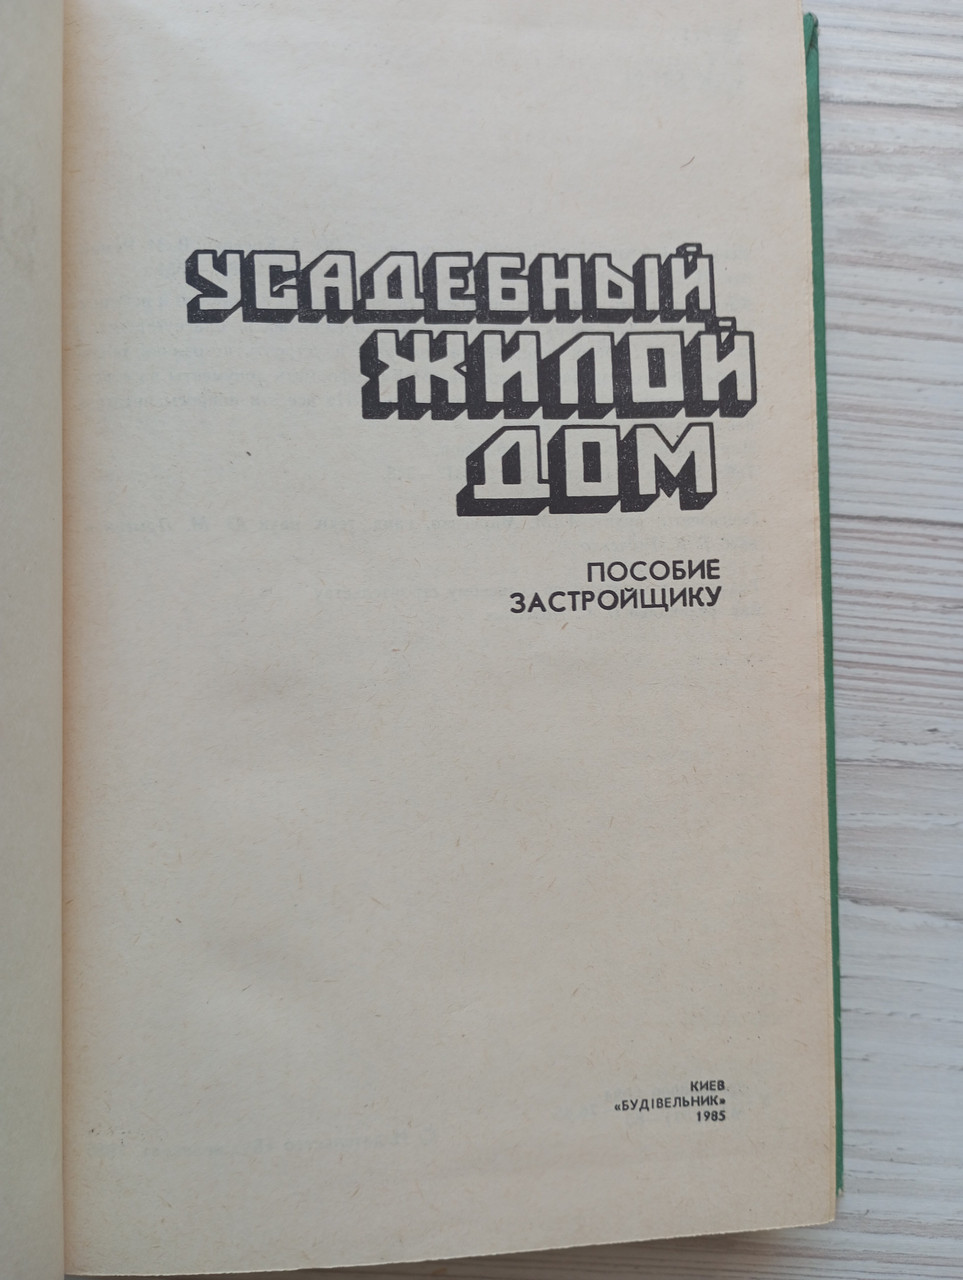 УСАДЕБНЫЙ
ЖИЛОЙ
ДОМ
ПОСОБИЕ
ЗАСТРОЙЩИКУ
КИЕВ
«БУДІВЕЛЬНИК»
1985